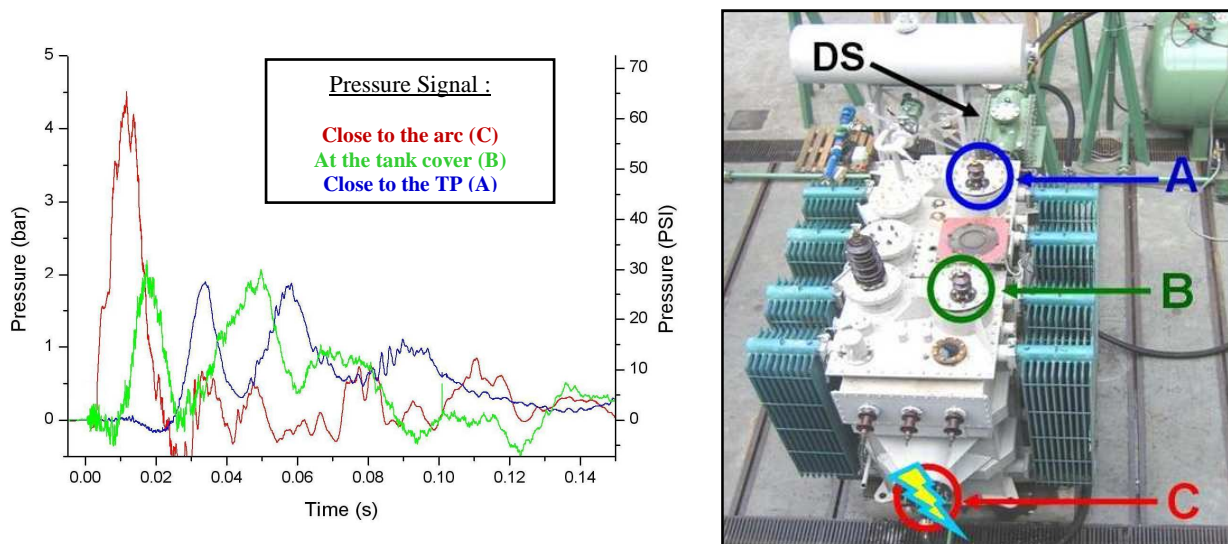 Pressure Signal :
Close to the arc (C)
At the tank cover (B)
Close to the TP (A)
Pressure (bar)
5
4
3
2
1
0
Pressure (PSI)
70
60
50
40
30
20
10
0
0.00 0.02 0.04 0.06 0.08 0.10 0.12 0.14
Time (s)
DS
A
B
C